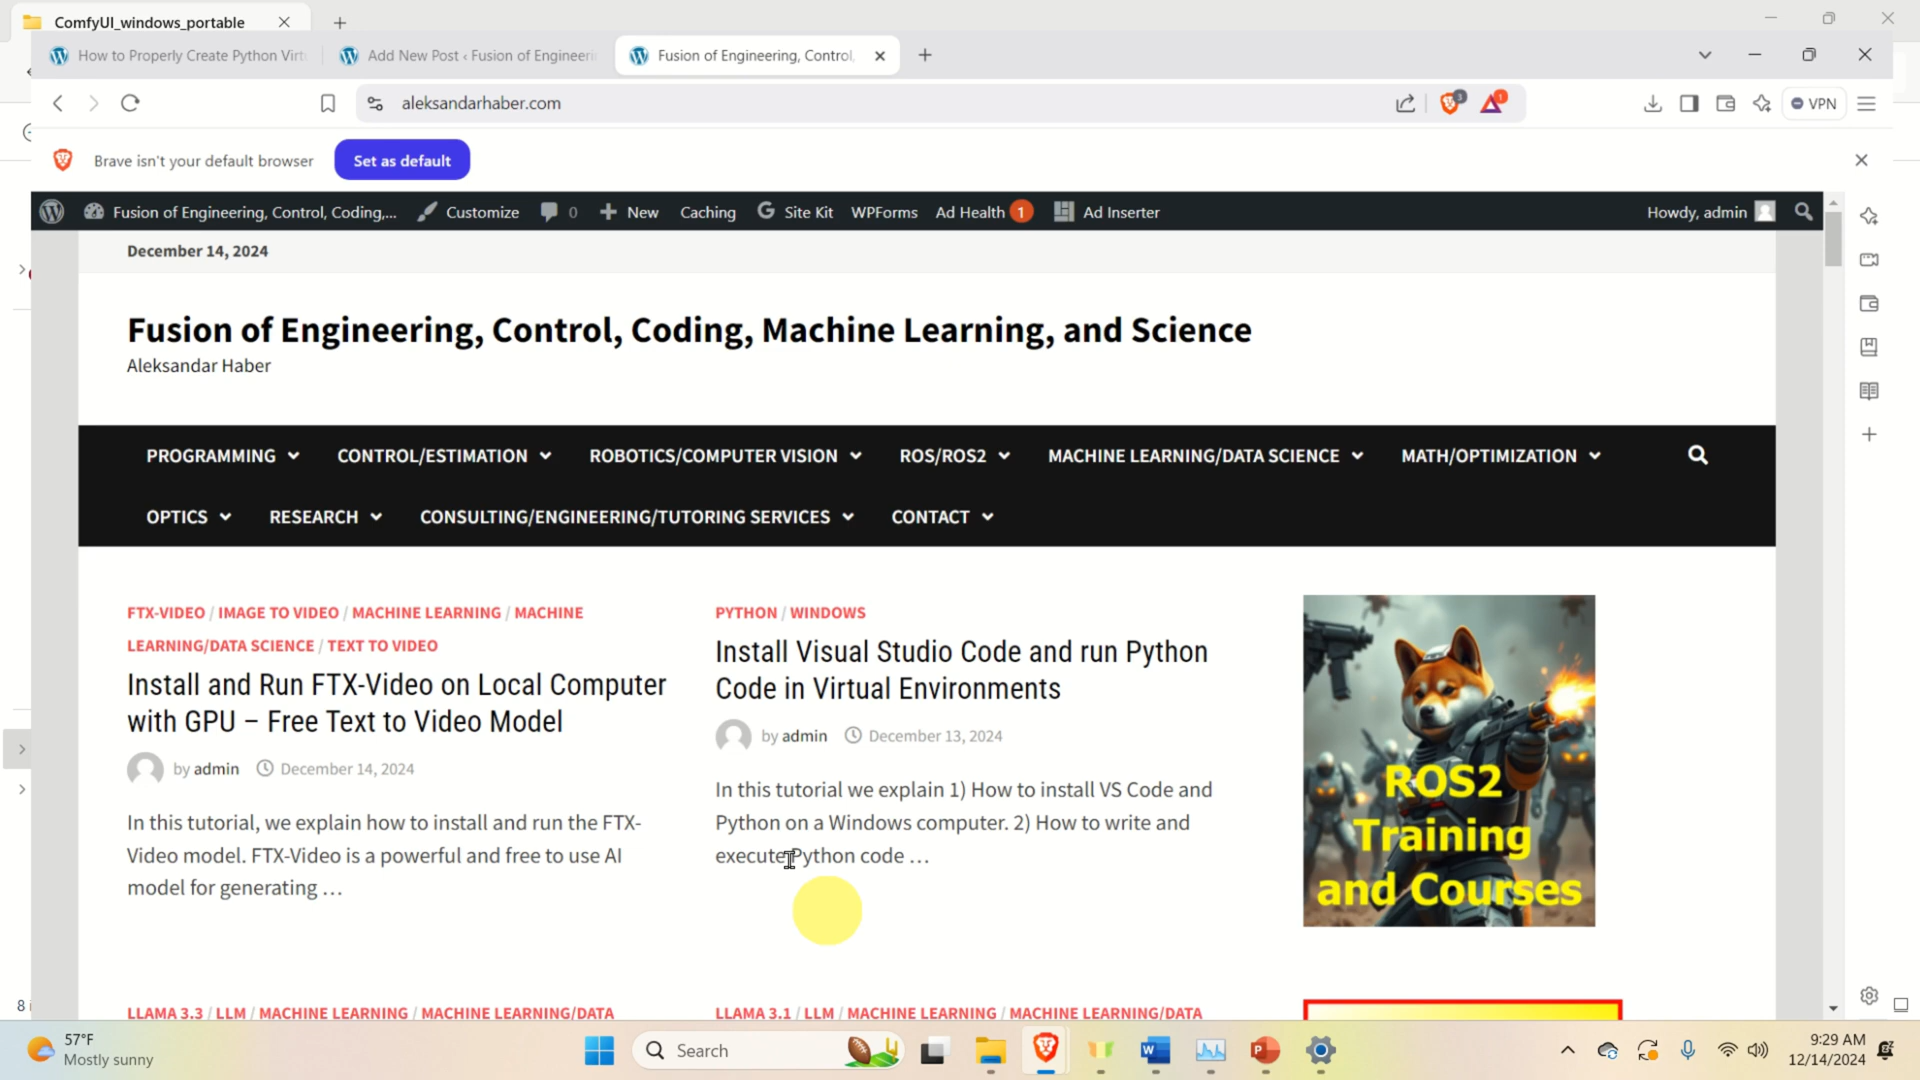 ComfyUI_windows_portable
How to Properly Create Python Virt
Add New Post ‹ Fusion of Engineeri
Fusion of Engineering, Control,
aleksandarhaber.com
3
1
VPN
Brave isn't your default browser
Set as default
Fusion of Engineering, Control, Coding,...
Customize
0
New
Caching
Site Kit
WPForms
Ad Health 1
Ad Inserter
Howdy, admin
December 14, 2024
Fusion of Engineering, Control, Coding, Machine Learning, and Science
Aleksandar Haber
PROGRAMMING
CONTROL/ESTIMATION
ROBOTICS/COMPUTER VISION
ROS/ROS2
MACHINE LEARNING/DATA SCIENCE
MATH/OPTIMIZATION
OPTICS
RESEARCH
CONSULTING/ENGINEERING/TUTORING SERVICES
CONTACT
FTX-VIDEO / IMAGE TO VIDEO / MACHINE LEARNING / MACHINE
LEARNING/DATA SCIENCE / TEXT TO VIDEO
Install and Run FTX-Video on Local Computer
with GPU – Free Text to Video Model
by admin December 14, 2024
In this tutorial, we explain how to install and run the FTX-
Video model. FTX-Video is a powerful and free to use AI
model for generating …
PYTHON / WINDOWS
Install Visual Studio Code and run Python
Code in Virtual Environments
by admin December 13, 2024
In this tutorial we explain 1) How to install VS Code and
Python on a Windows computer. 2) How to write and
execute Python code …
ROS2
Training
and Courses
LLAMA 3.3 / LLM / MACHINE LEARNING / MACHINE LEARNING/DATA
LLAMA 3.1 / LLM / MACHINE LEARNING / MACHINE LEARNING/DATA
8
57°F
Mostly sunny
Search
9:29 AM
12/14/2024